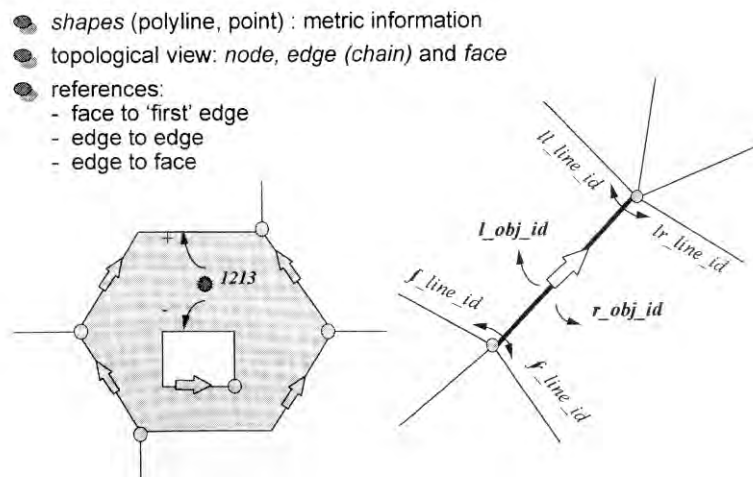 shapes (polyline, point) : metric information
topological view: node, edge (chain) and face
references:
- face to 'first' edge
- edge to edge
- edge to face
+
1213
-
ll_line_id
lr_line_id
l_obj_id
r_obj_id
f_line_id
f_line_id